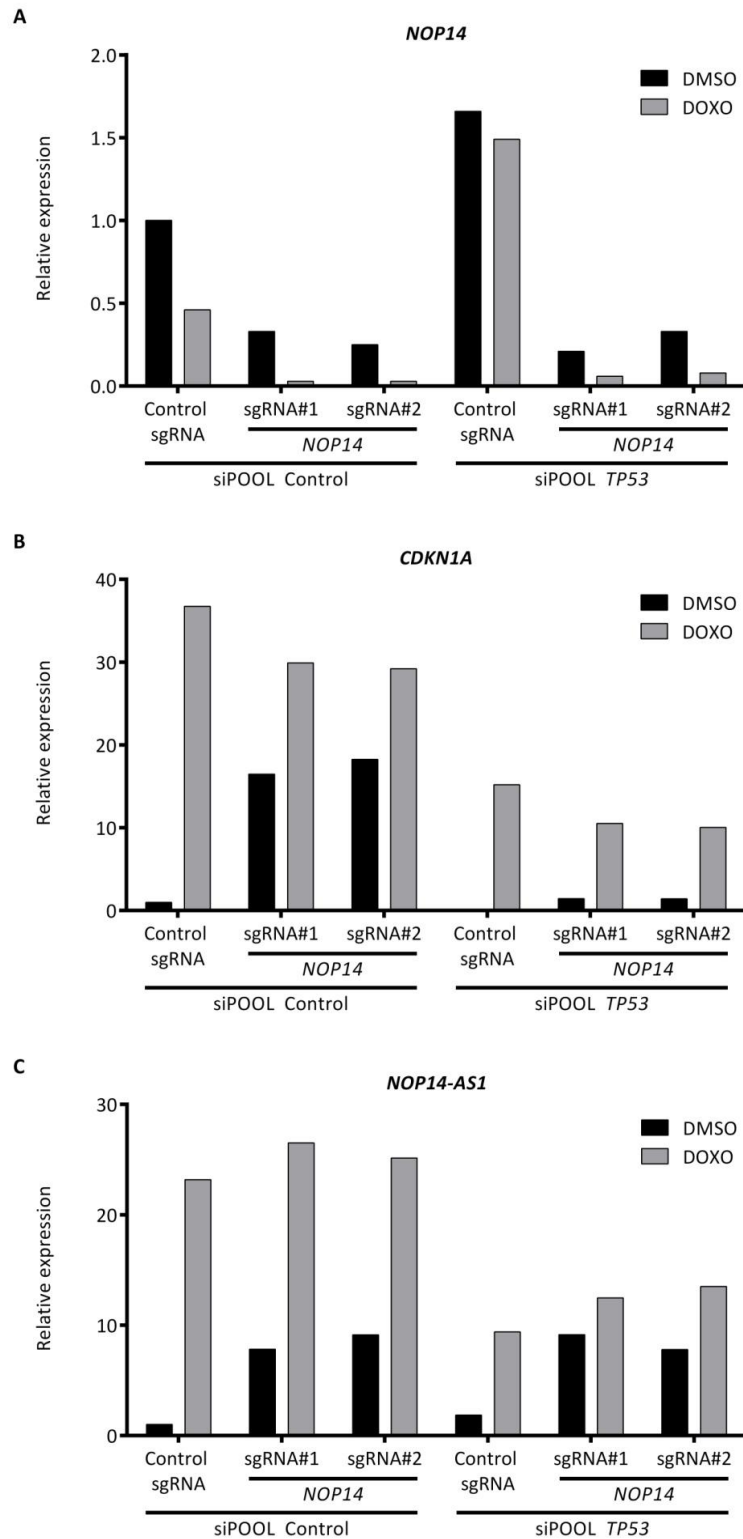 A
NOP14
2.0
1.5
1.0
0.5
0.0
Relative expression
DMSO
DOXO
Control sgRNA#1 sgRNA#2 Control sgRNA#1 sgRNA#2
sgRNA sgRNA
NOP14 NOP14
siPOOL Control siPOOL TP53
B
CDKN1A
40
30
20
10
0
Relative expression
DMSO
DOXO
Control sgRNA#1 sgRNA#2 Control sgRNA#1 sgRNA#2
sgRNA sgRNA
NOP14 NOP14
siPOOL Control siPOOL TP53
C
NOP14-AS1
30
20
10
0
Relative expression
DMSO
DOXO
Control sgRNA#1 sgRNA#2 Control sgRNA#1 sgRNA#2
sgRNA sgRNA
NOP14 NOP14
siPOOL Control siPOOL TP53